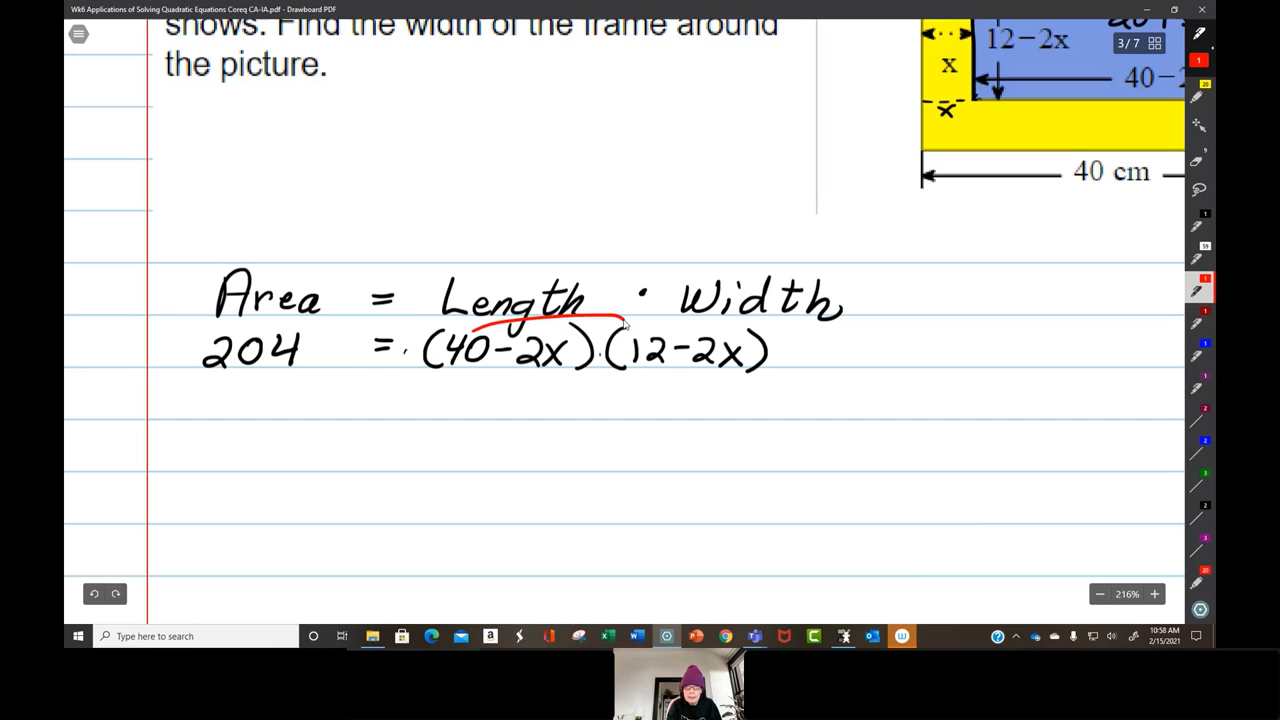 Wk6 Applications of Solving Quadratic Equations Coreq CA-IA.pdf - Drawboard PDF
shows. Find the width of the frame around
the picture.
12-2x
3/7
x
40-2
x
40 cm
Area = Length · Width
204 = (40-2x)·(12-2x)
216%
Type here to search
10:58 AM
2/15/2021